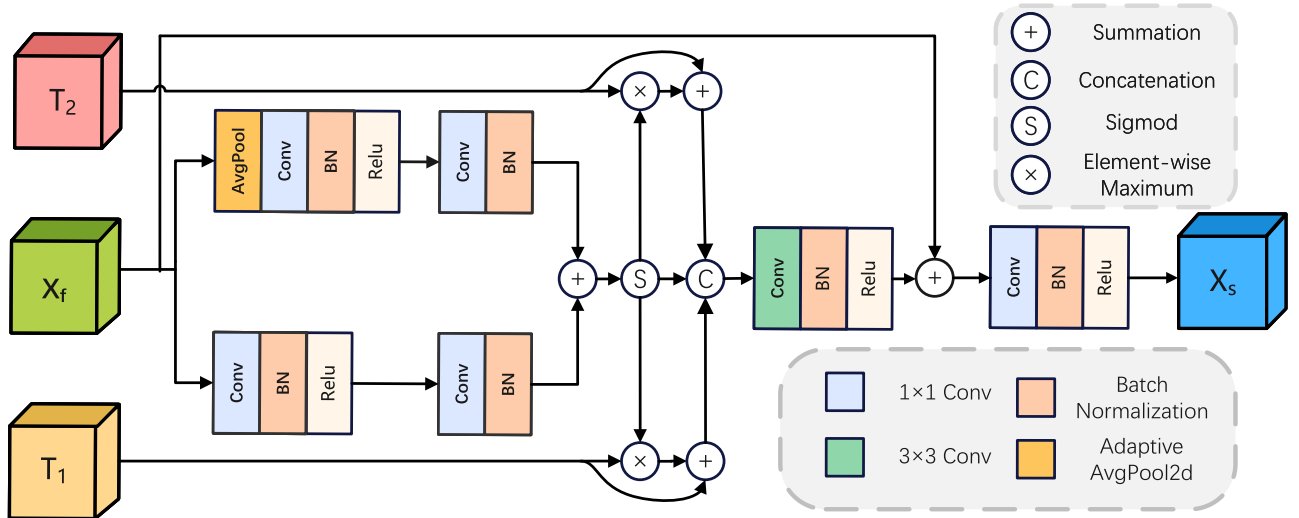 T2
+
Summation
C
Concatenation
S
Sigmod
×
Element-wise
Maximum
×
+
AvgPool
Conv
BN
Relu
Conv
BN
Xf
+
S
C
Conv
BN
Relu
+
Conv
BN
Relu
Xs
Conv
BN
Relu
Conv
BN
T1
×
+
1×1 Conv
Batch
Normalization
3×3 Conv
Adaptive
AvgPool2d